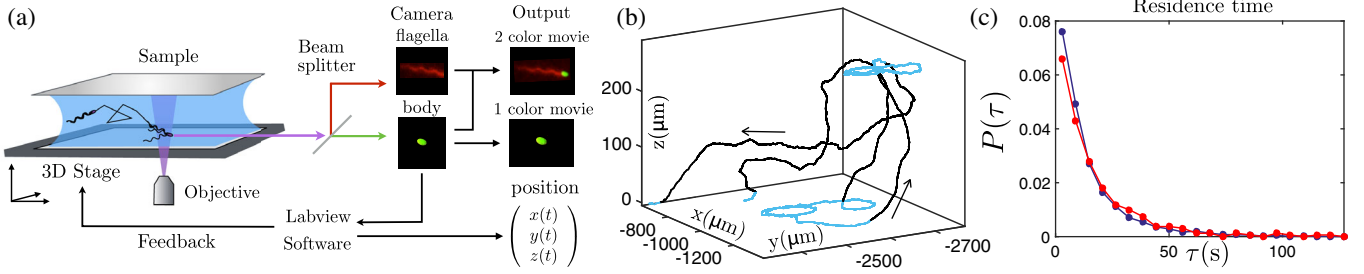 (a)
Sample
Beam
splitter
Camera
flagella
body
Output
2 color movie
1 color movie
3D Stage
Objective
Feedback
Labview
Software
position
x(t)
y(t)
z(t)
(b)
z(μm)
200
100
0
x(μm)
-800
-1000
-1200
y(μm)
-2500
-2700
(c)
Residence time
P(τ)
0.08
0.06
0.04
0.02
0
0
50
100
τ(s)